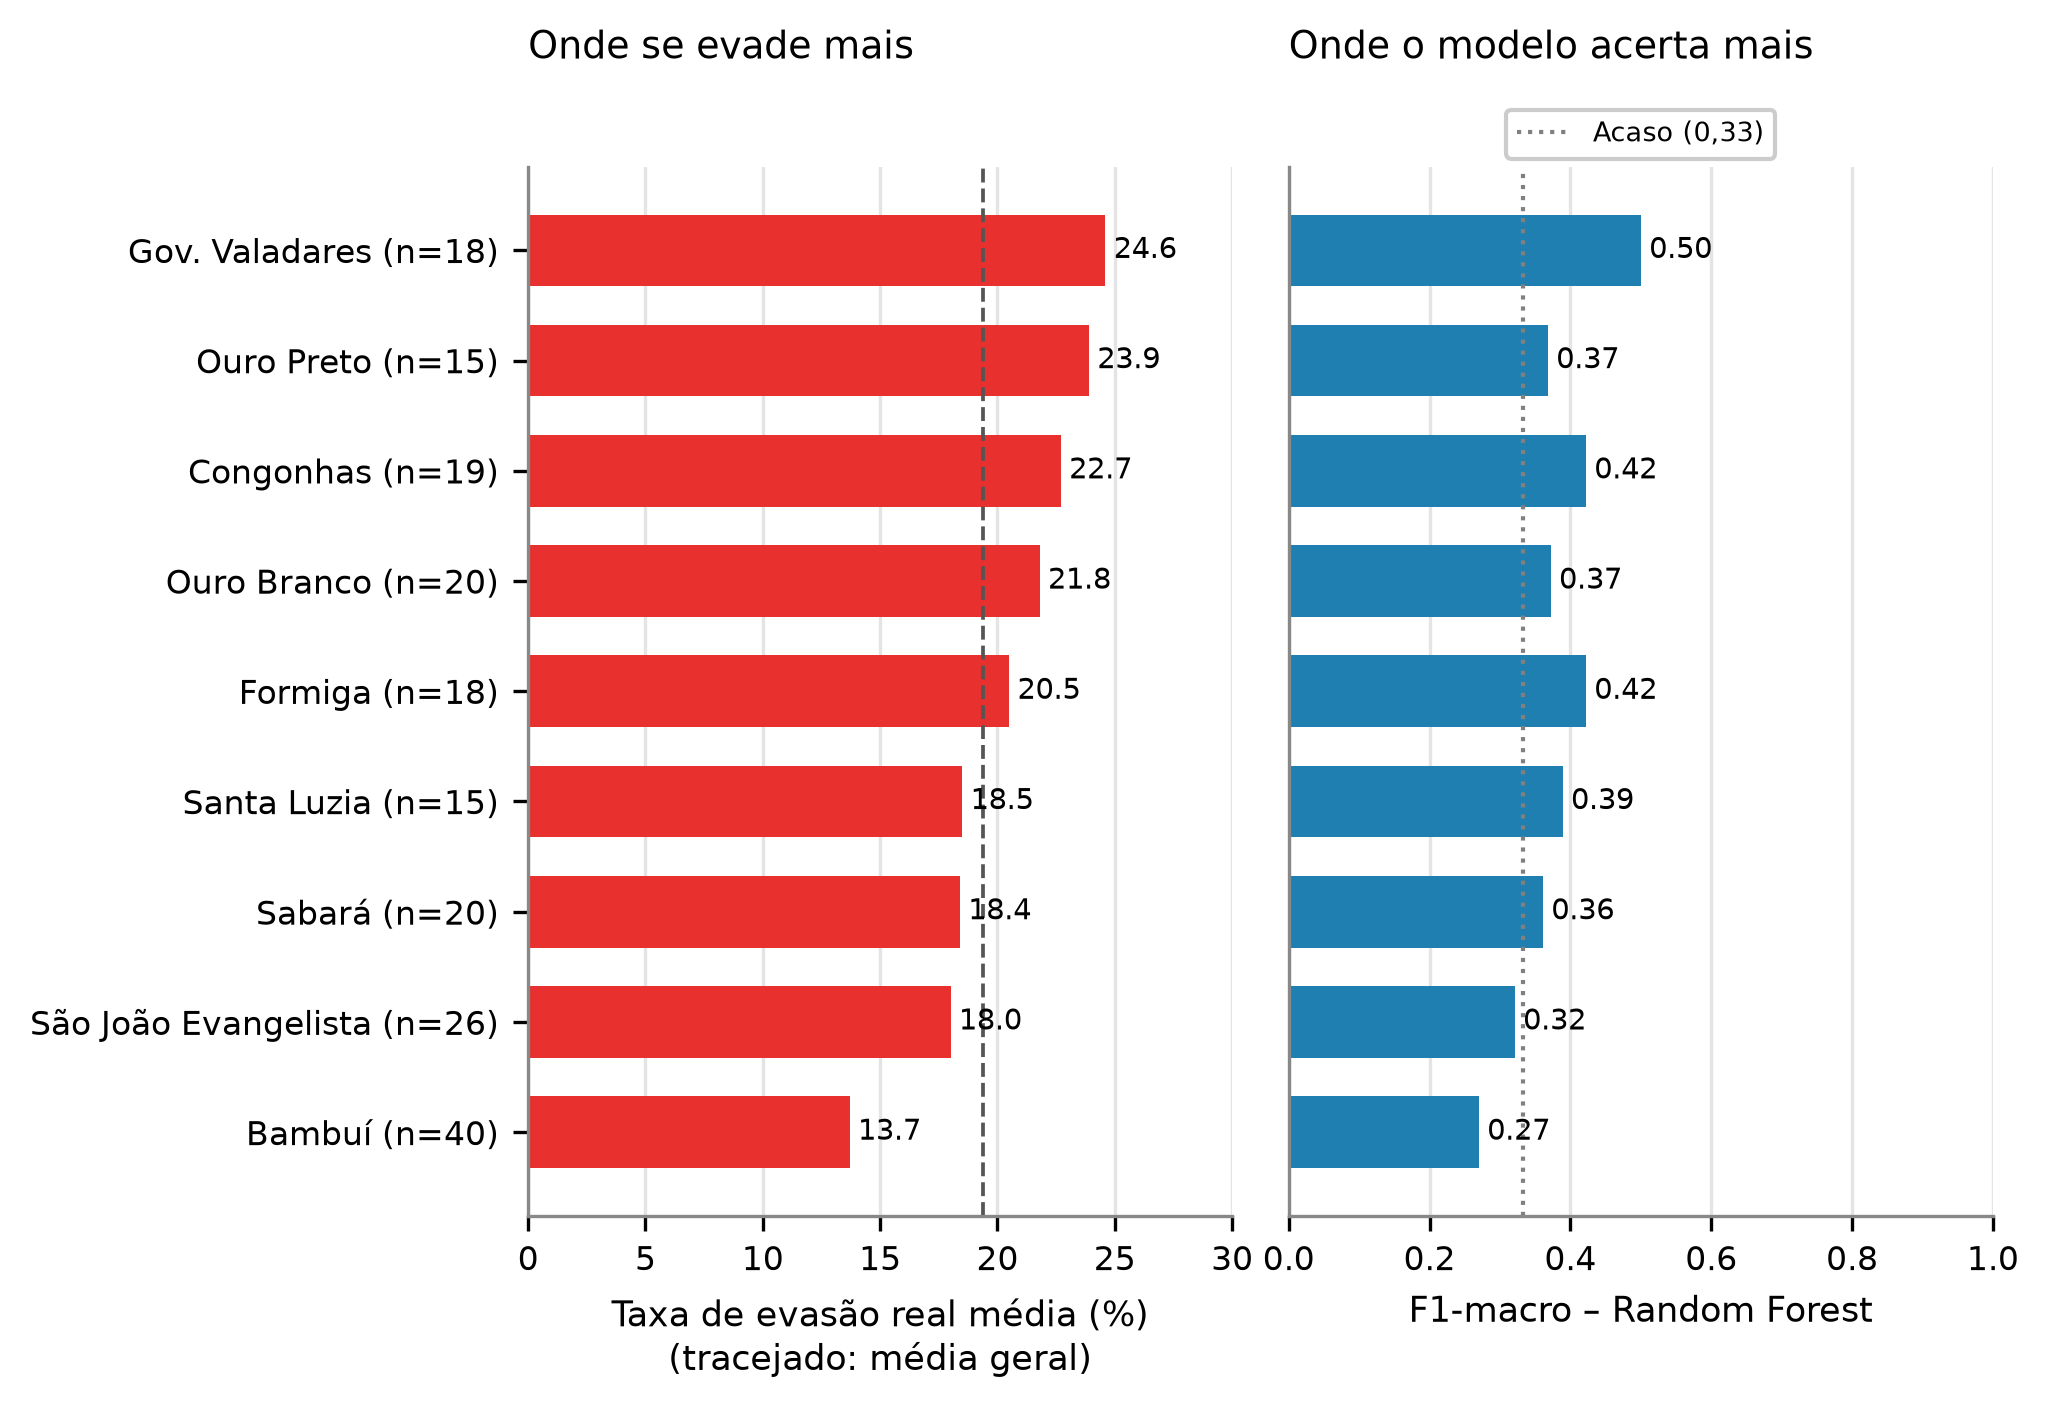 Onde se evade mais
Onde o modelo acerta mais
Acaso (0,33)
Gov. Valadares (n=18)
24.6
0.50
Ouro Preto (n=15)
23.9
0.37
Congonhas (n=19)
22.7
0.42
Ouro Branco (n=20)
21.8
0.37
Formiga (n=18)
20.5
0.42
Santa Luzia (n=15)
18.5
0.39
Sabará (n=20)
18.4
0.36
São João Evangelista (n=26)
18.0
0.32
Bambuí (n=40)
13.7
0.27
0 5 10 15 20 25 30
0.0 0.2 0.4 0.6 0.8 1.0
Taxa de evasão real média (%)
(tracejado: média geral)
F1-macro – Random Forest